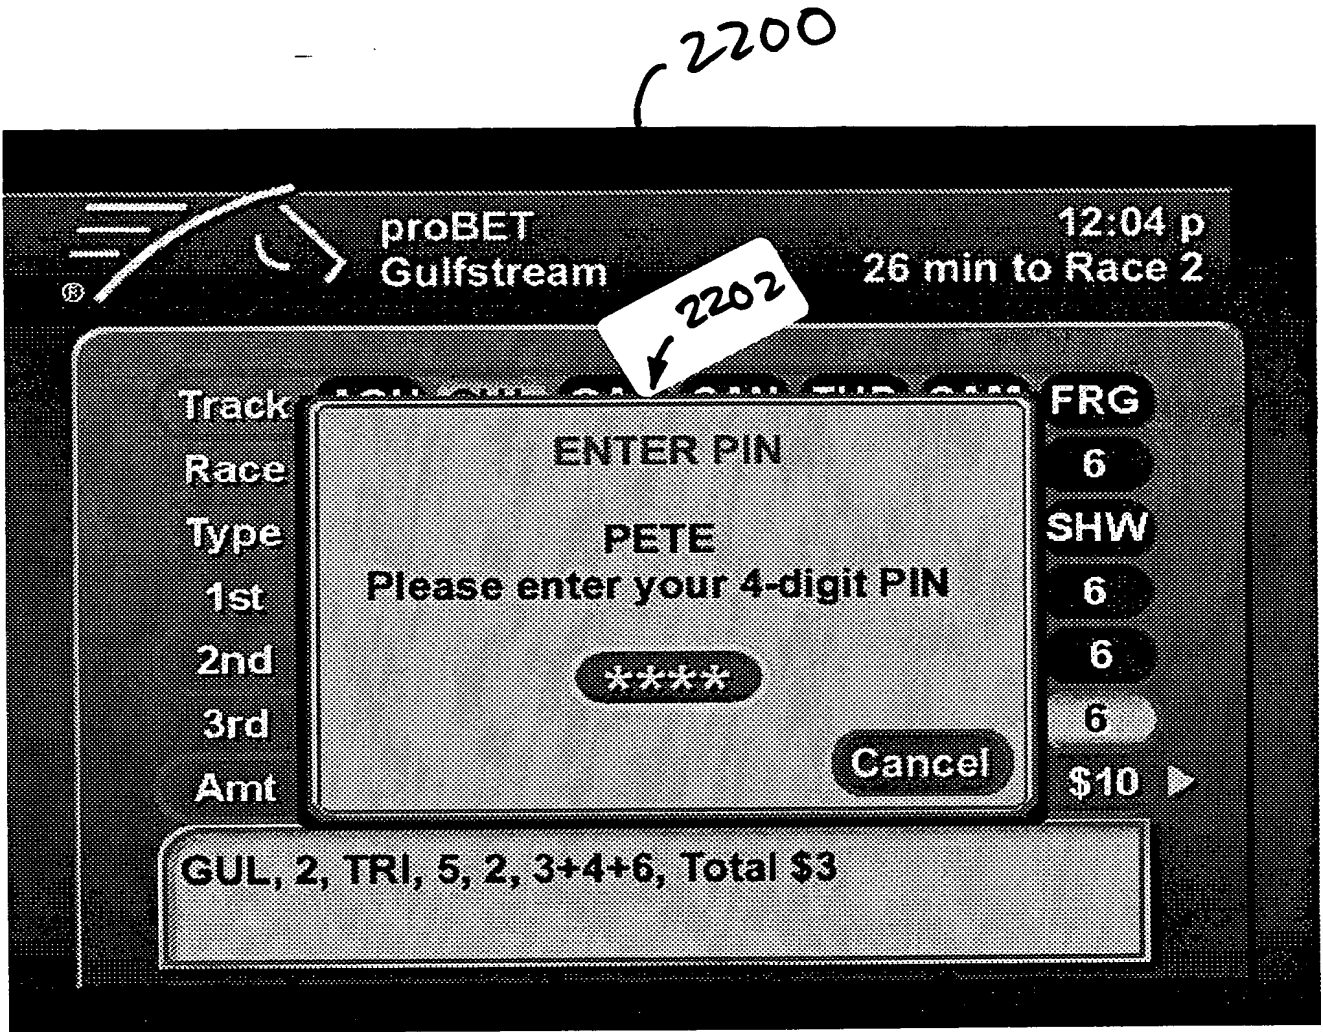 2200
proBET
Gulfstream
12:04 p
26 min to Race 2
®
2202
Track FRG
Race 6
Type SHW
1st 6
2nd 6
3rd 6
Amt $10
ENTER PIN
PETE
Please enter your 4-digit PIN
****
Cancel
GUL, 2, TRI, 5, 2, 3+4+6, Total $3